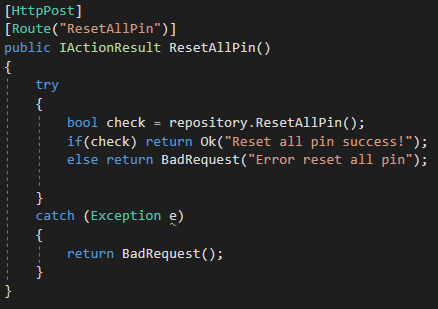 [HttpPost]
[Route("ResetAllPin")]
public IActionResult ResetAllPin()
{
try
{
bool check = repository.ResetAllPin();
if(check) return Ok("Reset all pin success!");
else return BadRequest("Error reset all pin");
}
catch (Exception e)
{
return BadRequest();
}
}